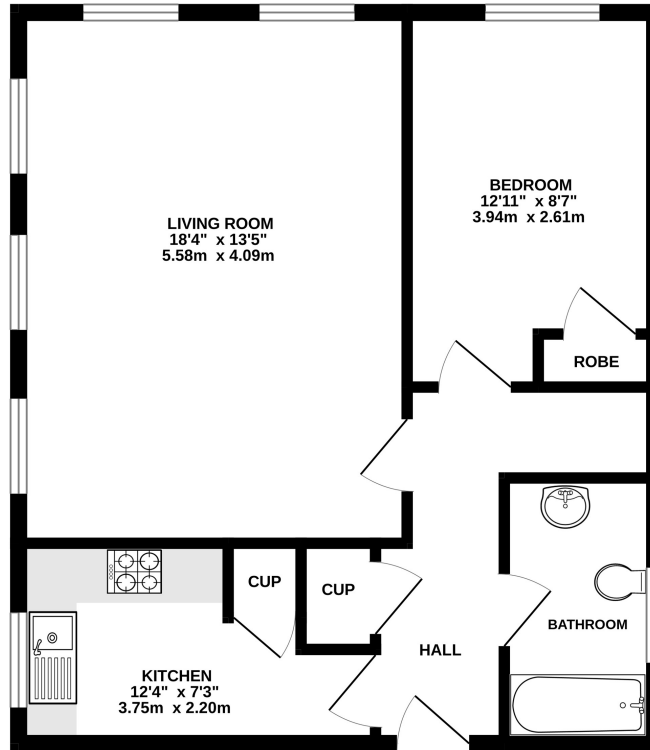 BEDROOM
12'11" x 8'7"
3.94m x 2.61m
LIVING ROOM
18'4" x 13'5"
5.58m x 4.09m
ROBE
CUP
CUP
BATHROOM
HALL
KITCHEN
12'4" x 7'3"
3.75m x 2.20m